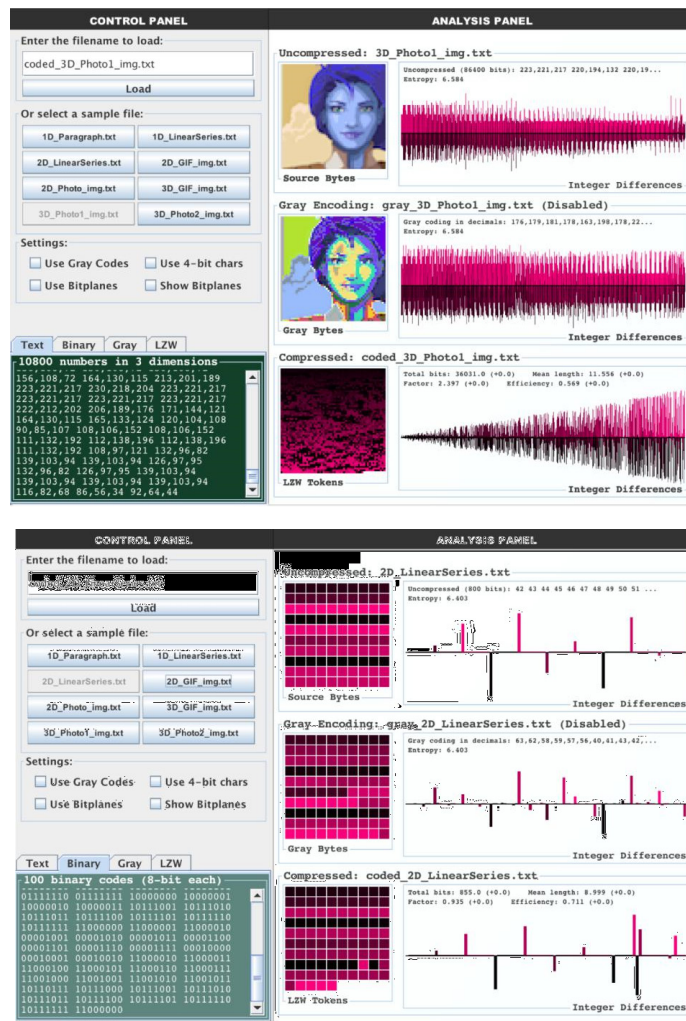 CONTROL PANEL
ANALYSIS PANEL
Enter the filename to load:
coded_3D_Photo1_img.txt
Load
Or select a sample file:
1D_Paragraph.txt 1D_LinearSeries.txt
2D_LinearSeries.txt 2D_GIF_img.txt
2D_Photo_img.txt 3D_GIF_img.txt
3D_Photo1_img.txt 3D_Photo2_img.txt
Settings:
Use Gray Codes Use 4-bit chars
Use Bitplanes Show Bitplanes
Text Binary Gray LZW
10800 numbers in 3 dimensions
156,108,72 164,130,115 213,201,189
223,221,217 230,218,204 223,221,217
223,221,217 223,221,217 223,221,217
222,212,202 206,189,176 171,144,121
164,130,115 165,133,124 120,104,108
90,85,107 108,106,152 108,106,152
111,132,192 112,138,196 112,138,196
111,132,192 108,97,121 132,96,82
139,103,94 139,103,94 126,97,95
132,96,82 126,97,95 139,103,94
139,103,94 139,103,94 139,103,94
116,82,68 86,56,34 92,64,44
Uncompressed: 3D_Photo1_img.txt
Uncompressed (86400 bits): 223,221,217 220,194,132 220,19...
Entropy: 6.584
Source Bytes
Integer Differences
Gray Encoding: gray_3D_Photo1_img.txt (Disabled)
Gray coding in decimals: 176,179,181,178,163,198,178,22...
Entropy: 6.584
Gray Bytes
Integer Differences
Compressed: coded_3D_Photo1_img.txt
Total bits: 36031.0 (+0.0) Mean length: 11.556 (+0.0)
Factor: 2.397 (+0.0) Efficiency: 0.569 (+0.0)
LZW Tokens
Integer Differences
CONTROL PANEL
ANALYSIS PANEL
Enter the filename to load:
Load
Or select a sample file:
1D_Paragraph.txt 1D_LinearSeries.txt
2D_LinearSeries.txt 2D_GIF_img.txt
2D_Photo_img.txt 3D_GIF_img.txt
3D_Photo1_img.txt 3D_Photo2_img.txt
Settings:
Use Gray Codes Use 4-bit chars
Use Bitplanes Show Bitplanes
Text Binary Gray LZW
100 binary codes (8-bit each)
01111110 01111111 10000000 10000001
10000010 10000011 10111001 10111010
10111011 10111100 10111101 10111110
10111111 11000000 11000001 11000010
00001001 00001010 00001011 00001100
00001101 00001110 00001111 00010000
00010001 00010010 11000010 11000011
11000100 11000101 11000110 11000111
11001000 11001001 11001010 11001011
10110111 10111000 10111001 10111010
10111011 10111100 10111101 10111110
10111111 11000000
Uncompressed: 2D_LinearSeries.txt
Uncompressed (800 bits): 42 43 44 45 46 47 48 49 50 51 ...
Entropy: 6.403
Source Bytes
Integer Differences
Gray Encoding: gray_2D_LinearSeries.txt (Disabled)
Gray coding in decimals: 63,62,58,59,57,56,40,41,43,42,...
Entropy: 6.403
Gray Bytes
Integer Differences
Compressed: coded_2D_LinearSeries.txt
Total bits: 855.0 (+0.0) Mean length: 8.999 (+0.0)
Factor: 0.935 (+0.0) Efficiency: 0.711 (+0.0)
LZW Tokens
Integer Differences